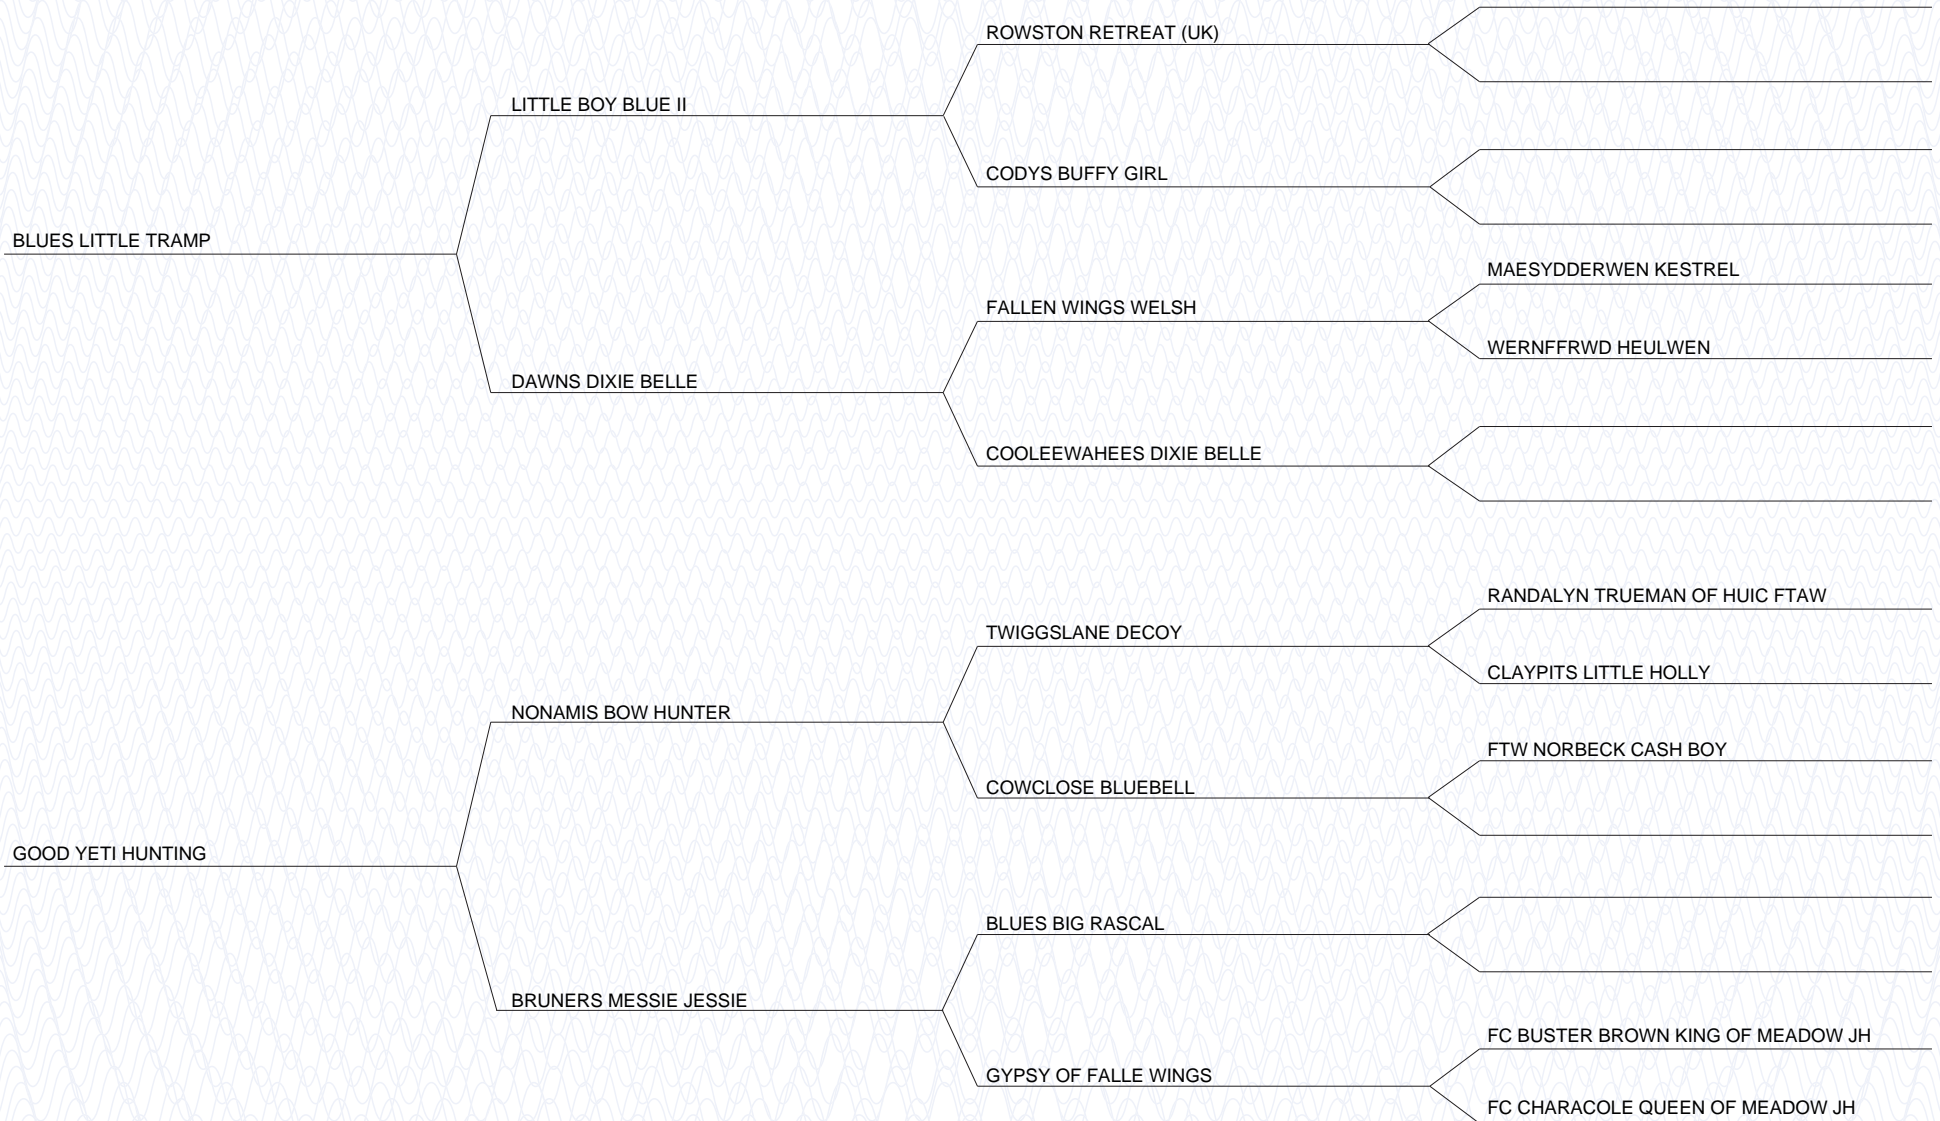 ROWSTON RETREAT (UK)
LITTLE BOY BLUE II
CODYS BUFFY GIRL
BLUES LITTLE TRAMP
MAESYDDERWEN KESTREL
FALLEN WINGS WELSH
WERNFFRWD HEULWEN
DAWNS DIXIE BELLE
COOLEEWAHEES DIXIE BELLE
RANDALYN TRUEMAN OF HUIC FTAW
TWIGGSLANE DECOY
CLAYPITS LITTLE HOLLY
NONAMIS BOW HUNTER
FTW NORBECK CASH BOY
COWCLOSE BLUEBELL
GOOD YETI HUNTING
BLUES BIG RASCAL
BRUNERS MESSIE JESSIE
FC BUSTER BROWN KING OF MEADOW JH
GYPSY OF FALLE WINGS
FC CHARACOLE QUEEN OF MEADOW JH